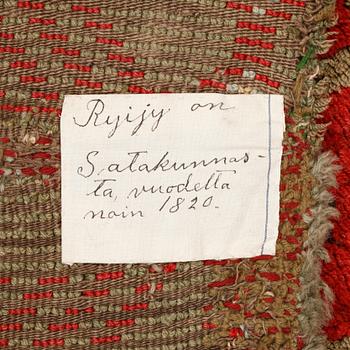 Ryijy on
Satakunnas-
ta, vuodelta
noin 1820.